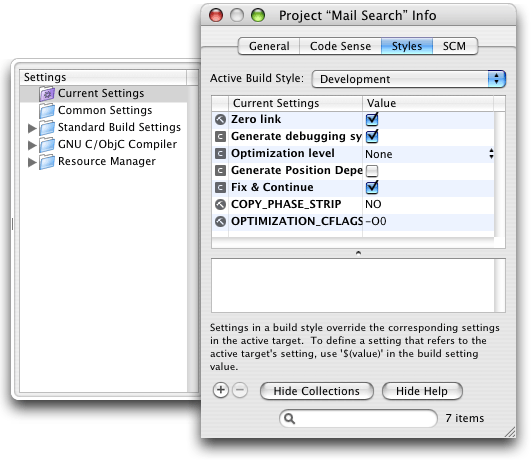 Project “Mail Search” Info
General Code Sense Styles SCM
Settings
Current Settings
Common Settings
Standard Build Settings
GNU C/ObjC Compiler
Resource Manager
Active Build Style: Development
Current Settings Value
Zero link
Generate debugging sy
Optimization level None
Generate Position Depe
Fix & Continue
COPY_PHASE_STRIP NO
OPTIMIZATION_CFLAGS -O0
Settings in a build style override the corresponding settings
in the active target. To define a setting that refers to the
active target's setting, use '$(value)' in the build setting
value.
Hide Collections Hide Help
7 items